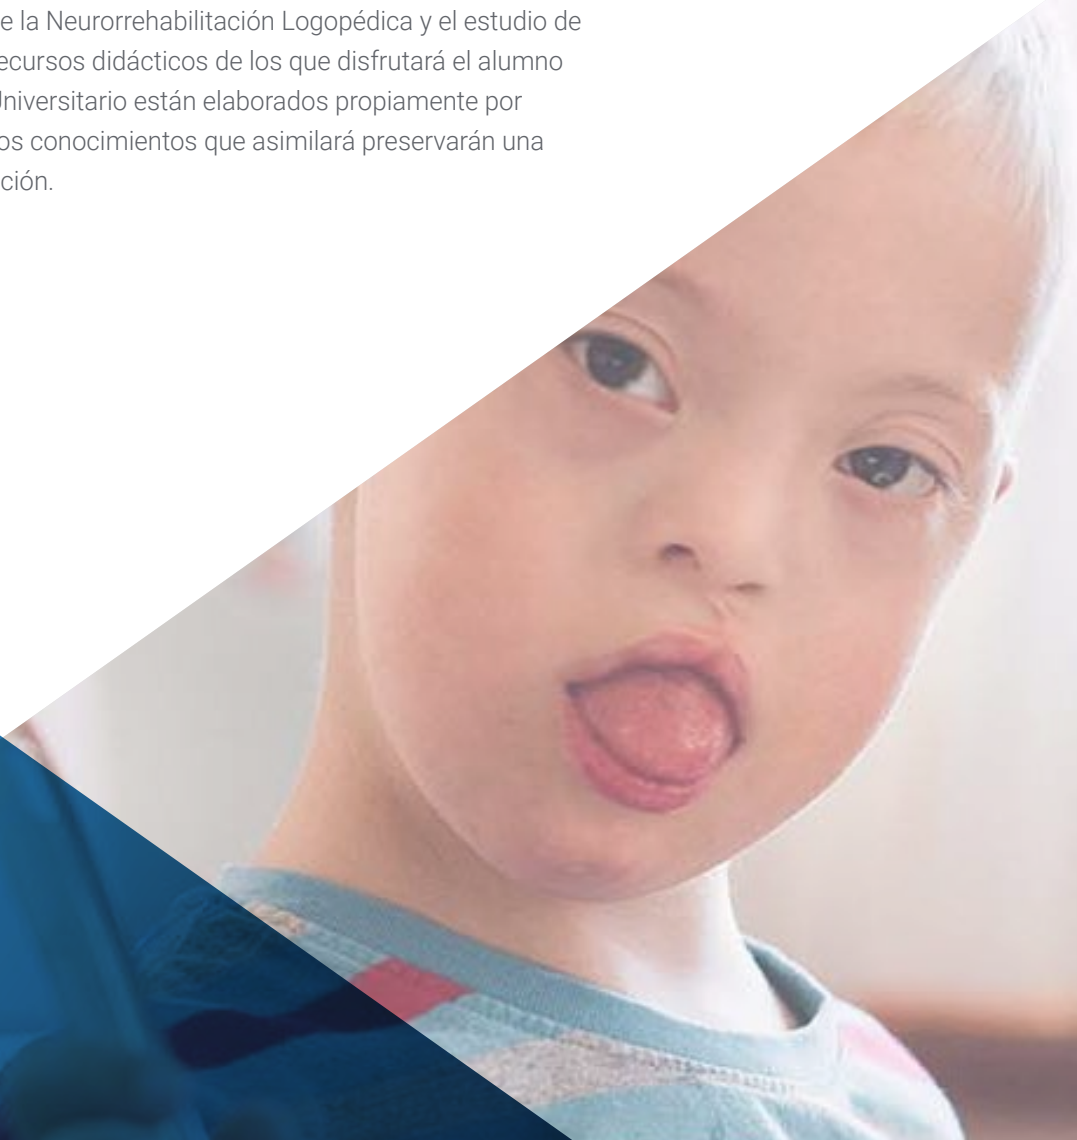 e la Neurorrehabilitación Logopédica y el estudio de
ecursos didácticos de los que disfrutará el alumno
Universitario están elaborados propiamente por
os conocimientos que asimilará preservarán una
ción.